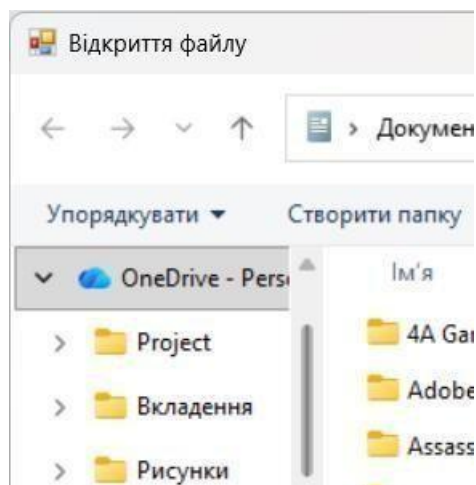 Відкриття файлу
Докумен
Упорядкувати Створити папку
OneDrive - Pers
Ім'я
Project
4A Gar
Вкладення
Adobe
Рисунки
Assass